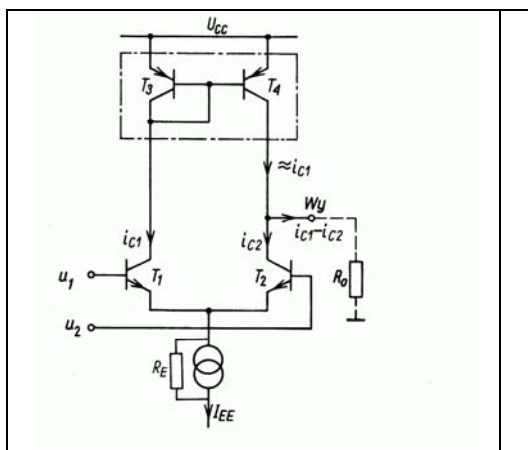 U_CC
T_3
T_4
≈i_C1
Wy
i_C1 i_C2 i_C1-i_C2
u_1 T_1 T_2 R_o
u_2
R_E
I_EE